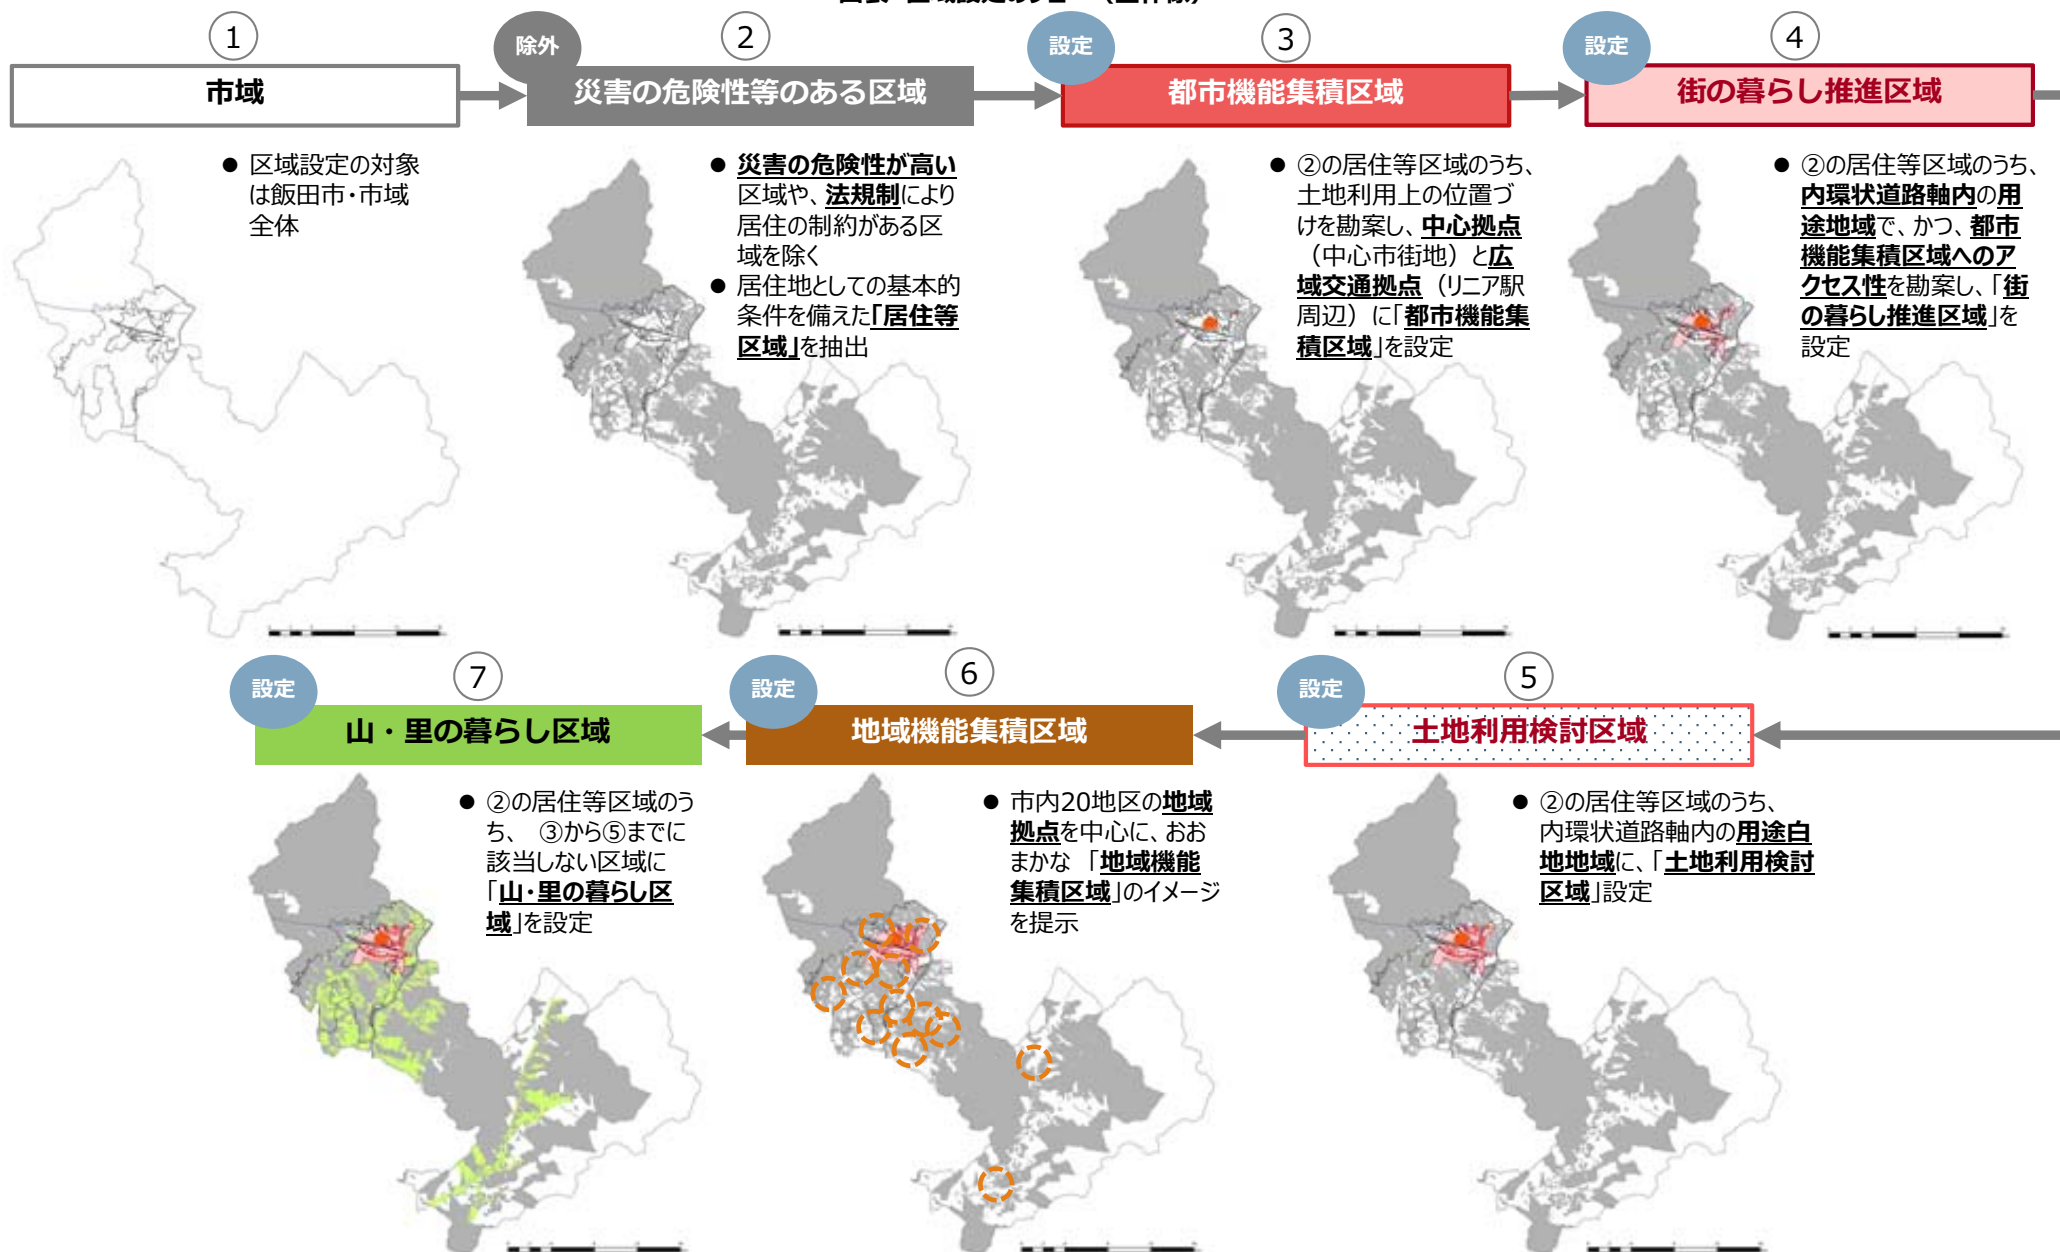 ①
市域
● 区域設定の対象
は飯田市・市域
全体
除外
②
災害の危険性等のある区域
● 災害の危険性が高い
区域や、法規制により
居住の制約がある区
域を除く
● 居住地としての基本的
条件を備えた「居住等
区域」を抽出
設定
③
都市機能集積区域
● ②の居住等区域のうち、
土地利用上の位置づ
けを勘案し、中心拠点
（中心市街地）と広
域交通拠点（リニア駅
周辺）に「都市機能集
積区域」を設定
設定
④
街の暮らし推進区域
● ②の居住等区域のうち、
内環状道路軸内の用
途地域で、かつ、都市
機能集積区域へのア
クセス性を勘案し、「街
の暮らし推進区域」を
設定
設定
⑤
土地利用検討区域
● ②の居住等区域のうち、
内環状道路軸内の用途白
地地域に、「土地利用検討
区域」設定
設定
⑥
地域機能集積区域
● 市内20地区の地域
拠点を中心に、おお
まかな「地域機能
集積区域」のイメージ
を提示
設定
⑦
山・里の暮らし区域
● ②の居住等区域のう
ち、 ③から⑤までに
該当しない区域に
「山・里の暮らし区
域」を設定